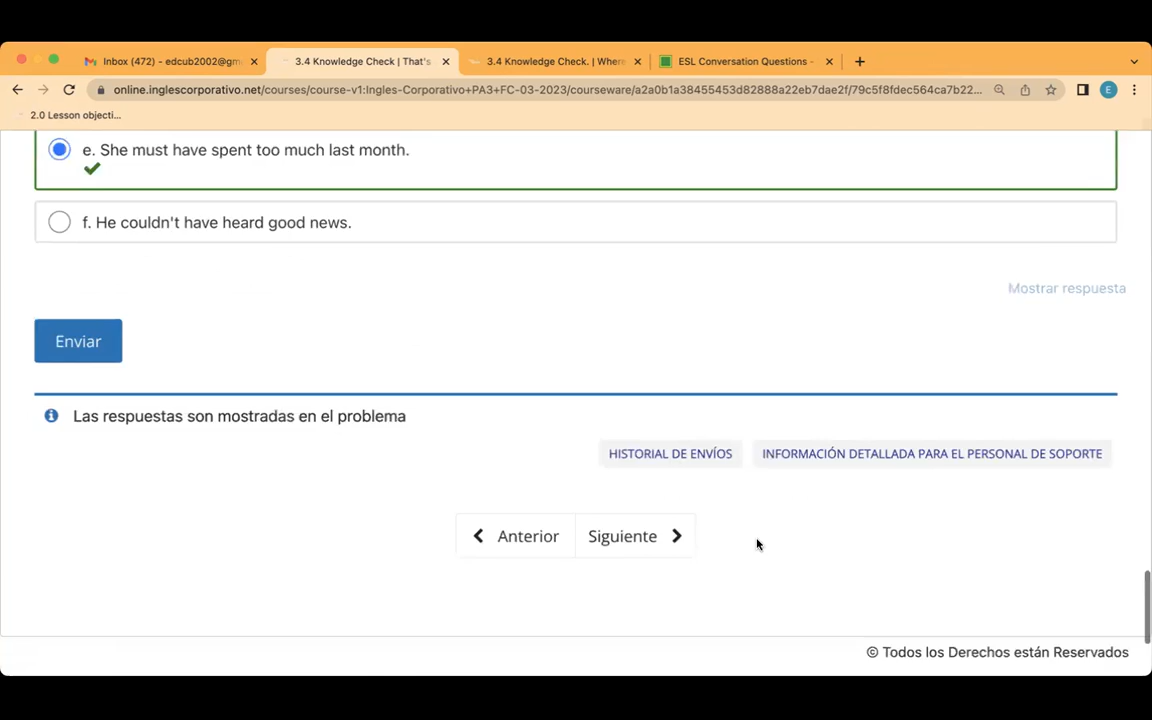 Inbox (472) - edcub2002@gm
3.4 Knowledge Check | That's
3.4 Knowledge Check. | Where
ESL Conversation Questions -
online.inglescorporativo.net/courses/course-v1:Ingles-Corporativo+PA3+FC-03-2023/courseware/a2a0b1a38455453d82888a22eb7dae2f/79c5f8fdec564ca7b22...
E
2.0 Lesson objecti...
e. She must have spent too much last month.
f. He couldn't have heard good news.
Mostrar respuesta
Enviar
Las respuestas son mostradas en el problema
HISTORIAL DE ENVÍOS
INFORMACIÓN DETALLADA PARA EL PERSONAL DE SOPORTE
Anterior
Siguiente
© Todos los Derechos están Reservados